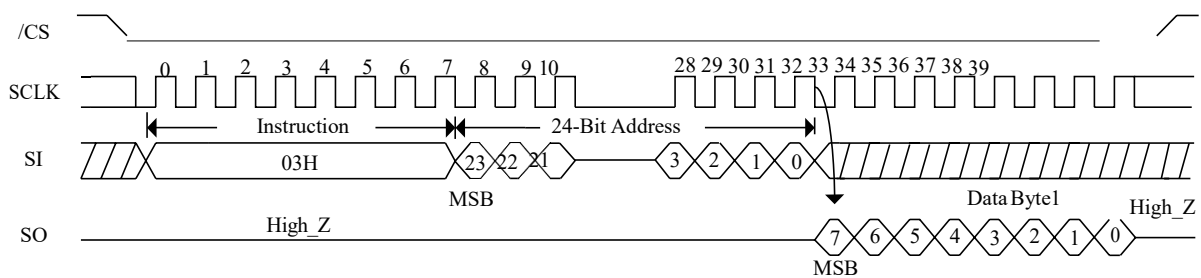 /CS
0 1 2 3 4 5 6 7 8 9 10 28 29 30 31 32 33 34 35 36 37 38 39
SCLK
Instruction 24-Bit Address
SI 03H 23 22 21 3 2 1 0
MSB Data Byte1
High_Z High_Z
SO 7 6 5 4 3 2 1 0
MSB